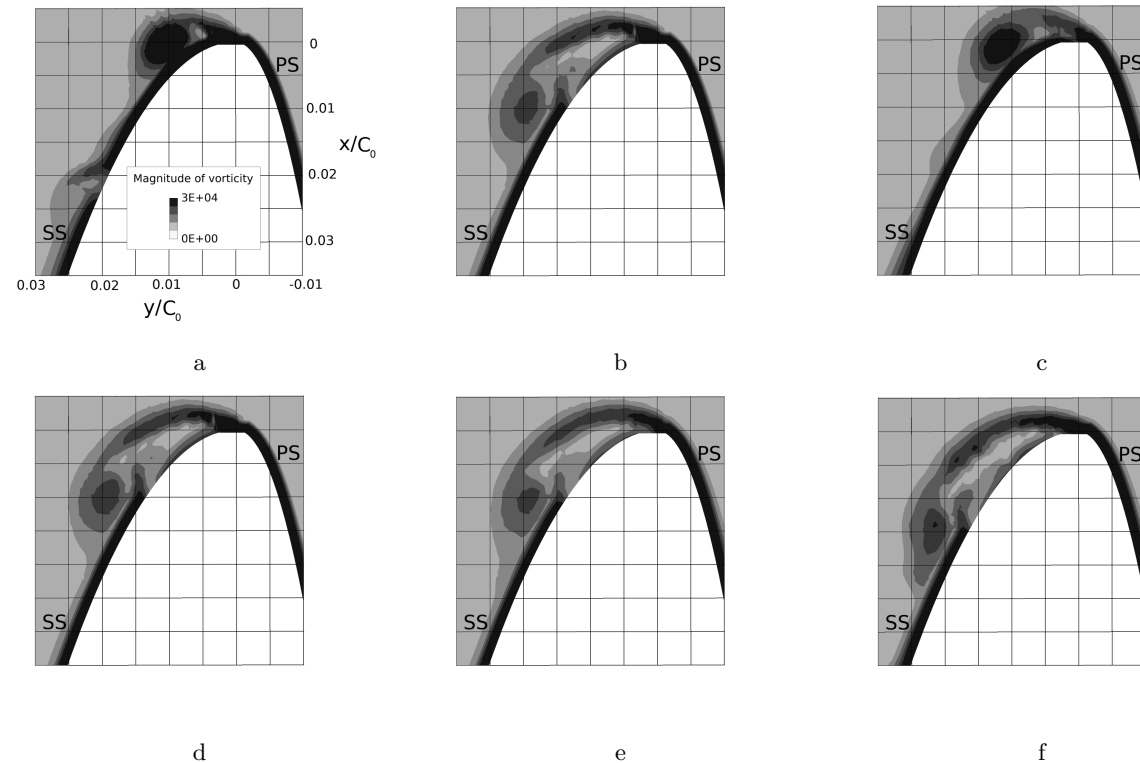 PS
0
0.01
x/C0
0.02
Magnitude of vorticity
3E+04
0E+00
SS
0.03
0.03 0.02 0.01 0 -0.01
y/C0
a
PS
SS
b
PS
SS
c
PS
SS
d
PS
SS
e
PS
SS
f